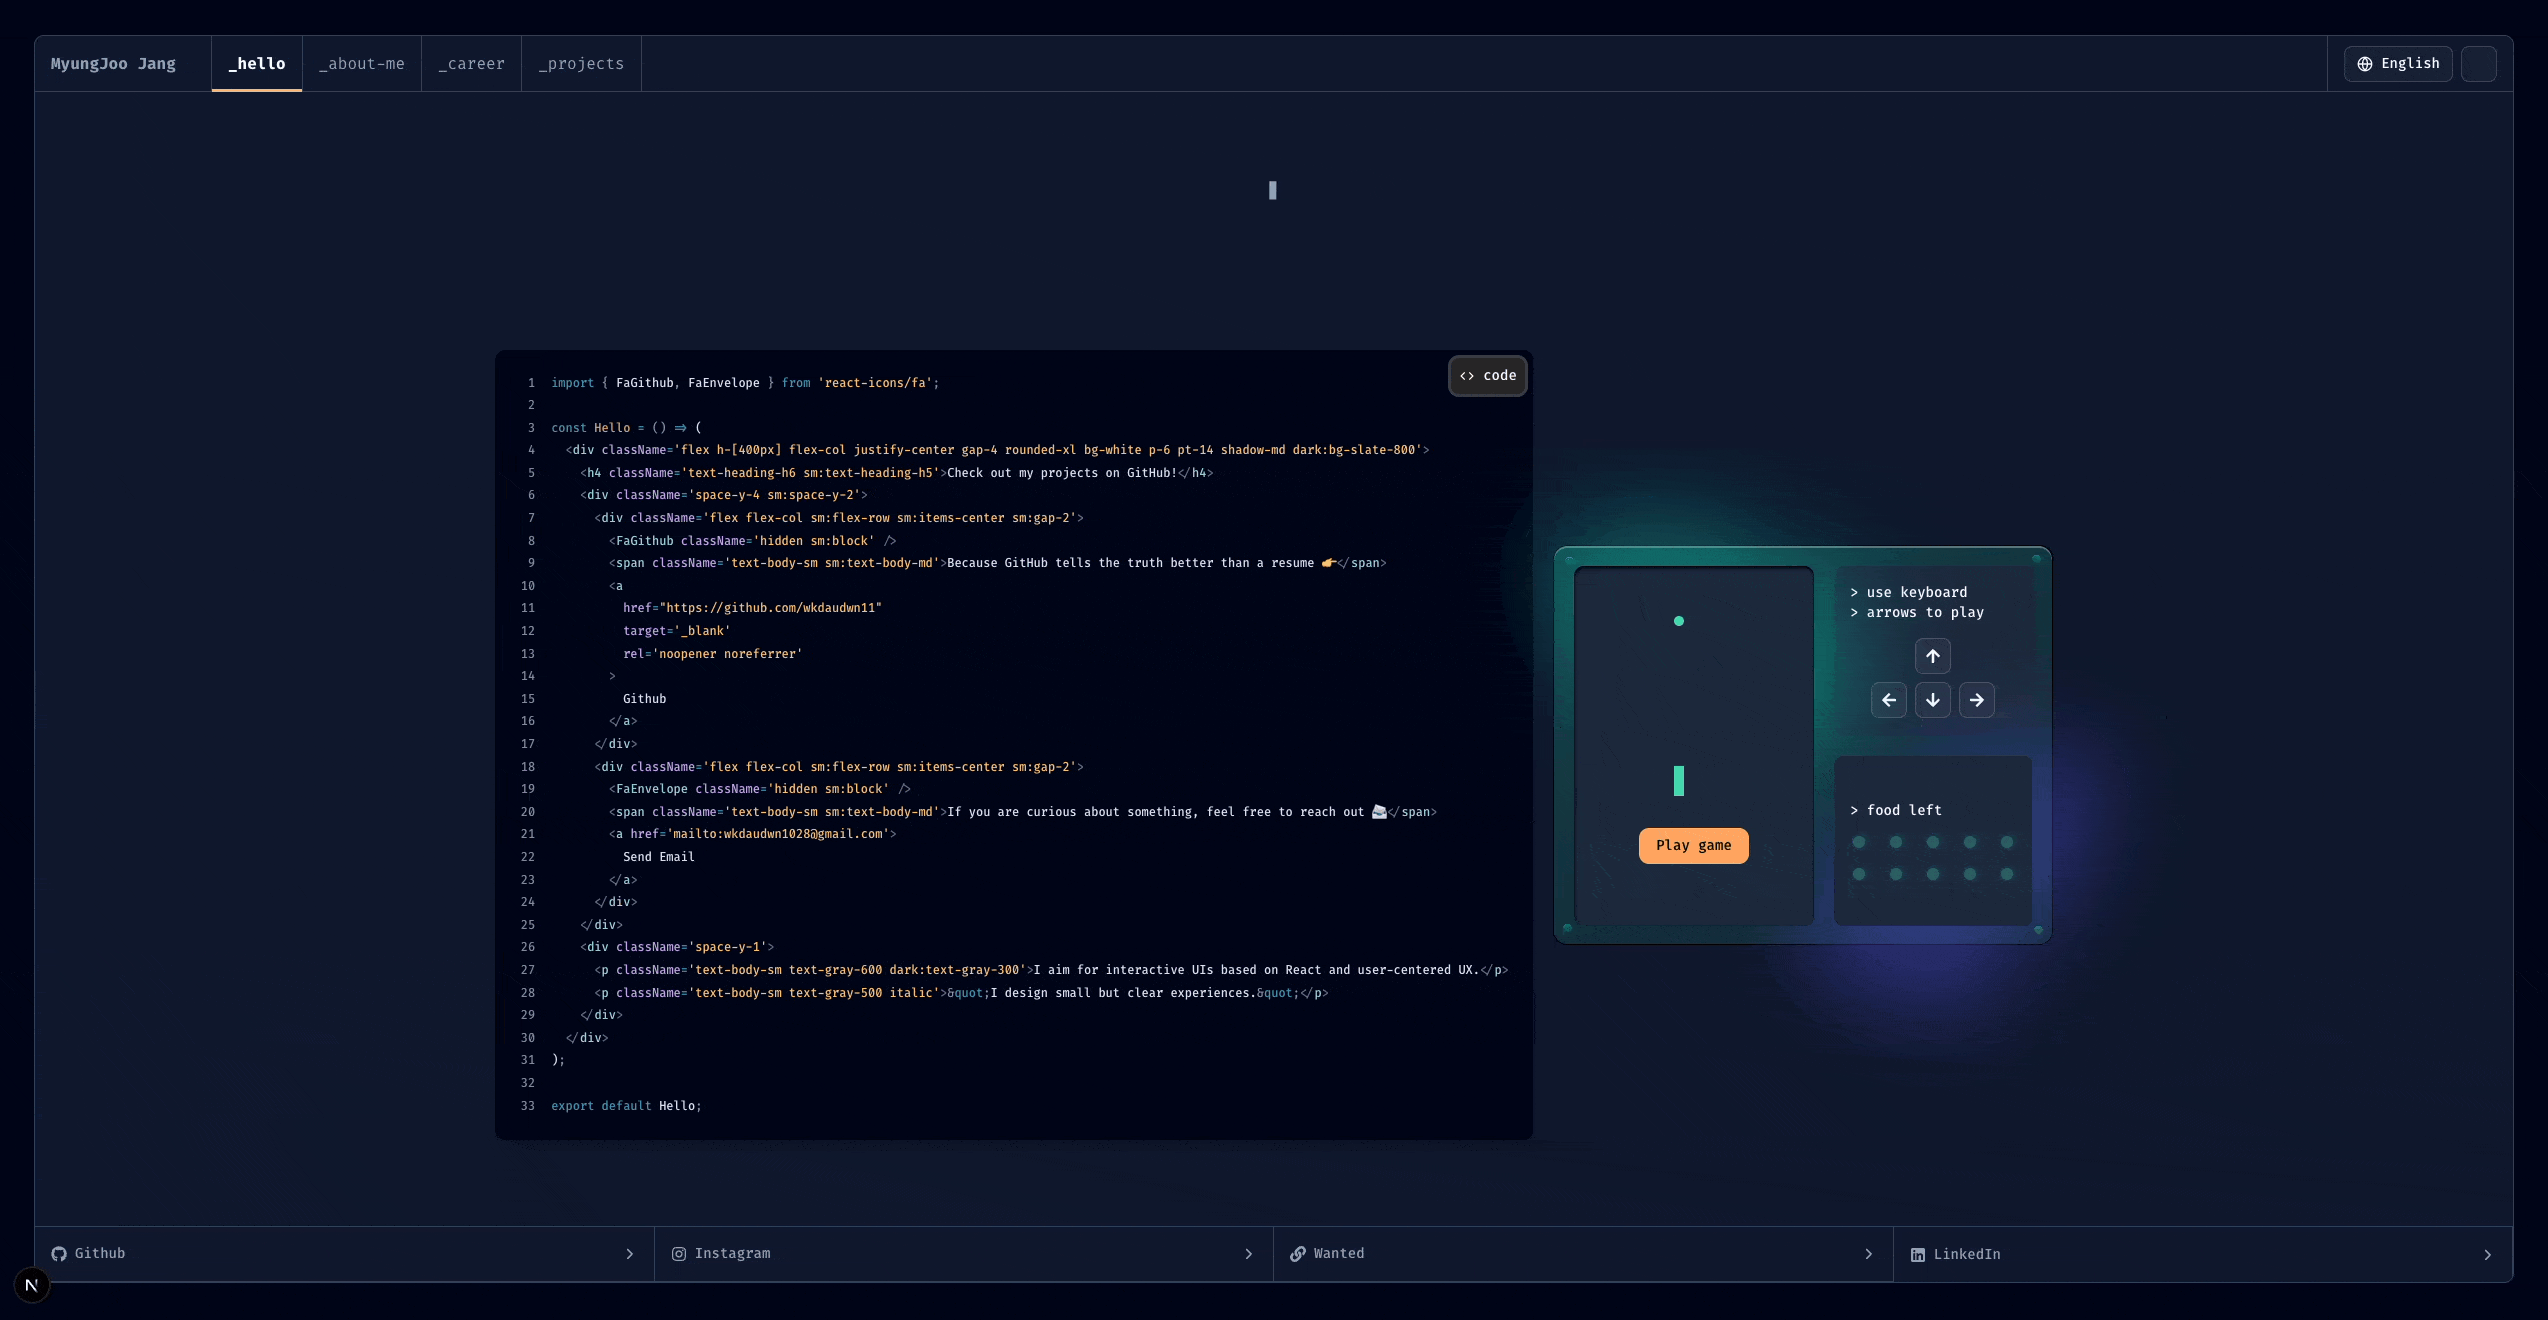 MyungJoo Jang
_hello
_about-me
_career
_projects
English
<> code
1 import { FaGithub, FaEnvelope } from 'react-icons/fa';
2
3 const Hello = () => (
4 <div className='flex h-[400px] flex-col justify-center gap-4 rounded-xl bg-white p-6 pt-14 shadow-md dark:bg-slate-800'>
5 <h4 className='text-heading-h6 sm:text-heading-h5'>Check out my projects on GitHub!</h4>
6 <div className='space-y-4 sm:space-y-2'>
7 <div className='flex flex-col sm:flex-row sm:items-center sm:gap-2'>
8 <FaGithub className='hidden sm:block' />
9 <span className='text-body-sm sm:text-body-md'>Because GitHub tells the truth better than a resume 👉</span>
10 <a
11 href="https://github.com/wkdaudwn11"
12 target='_blank'
13 rel='noopener noreferrer'
14 >
15 Github
16 </a>
17 </div>
18 <div className='flex flex-col sm:flex-row sm:items-center sm:gap-2'>
19 <FaEnvelope className='hidden sm:block' />
20 <span className='text-body-sm sm:text-body-md'>If you are curious about something, feel free to reach out 📨</span>
21 <a href='mailto:wkdaudwn1028@gmail.com'>
22 Send Email
23 </a>
24 </div>
25 </div>
26 <div className='space-y-1'>
27 <p className='text-body-sm text-gray-600 dark:text-gray-300'>I aim for interactive UIs based on React and user-centered UX.</p>
28 <p className='text-body-sm text-gray-500 italic'>&quot;I design small but clear experiences.&quot;</p>
29 </div>
30 </div>
31 );
32
33 export default Hello;
> use keyboard
> arrows to play
> food left
Play game
Github
Instagram
Wanted
LinkedIn
N